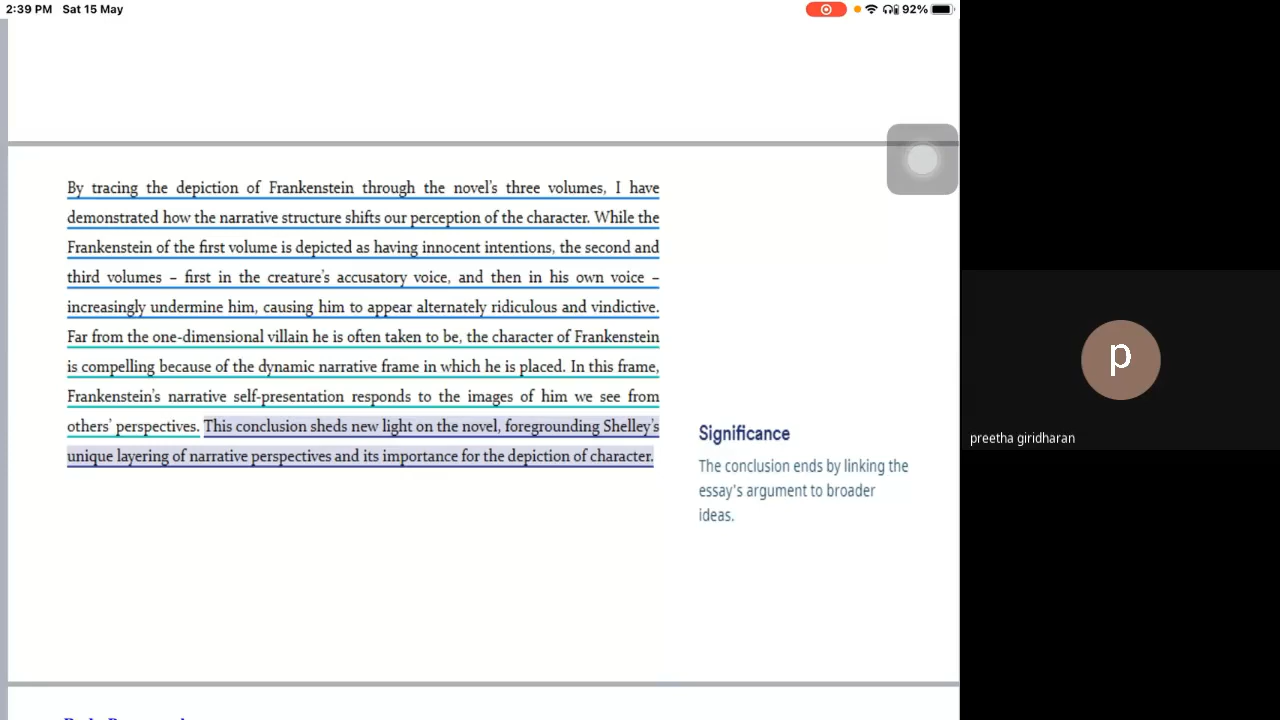 2:39 PM Sat 15 May
92%
By tracing the depiction of Frankenstein through the novel's three volumes, I have
demonstrated how the narrative structure shifts our perception of the character. While the
Frankenstein of the first volume is depicted as having innocent intentions, the second and
third volumes – first in the creature's accusatory voice, and then in his own voice –
increasingly undermine him, causing him to appear alternately ridiculous and vindictive.
Far from the one-dimensional villain he is often taken to be, the character of Frankenstein
is compelling because of the dynamic narrative frame in which he is placed. In this frame,
Frankenstein's narrative self-presentation responds to the images of him we see from
others' perspectives. This conclusion sheds new light on the novel, foregrounding Shelley's
unique layering of narrative perspectives and its importance for the depiction of character.
Significance
The conclusion ends by linking the
essay's argument to broader
ideas.
p
preetha giridharan